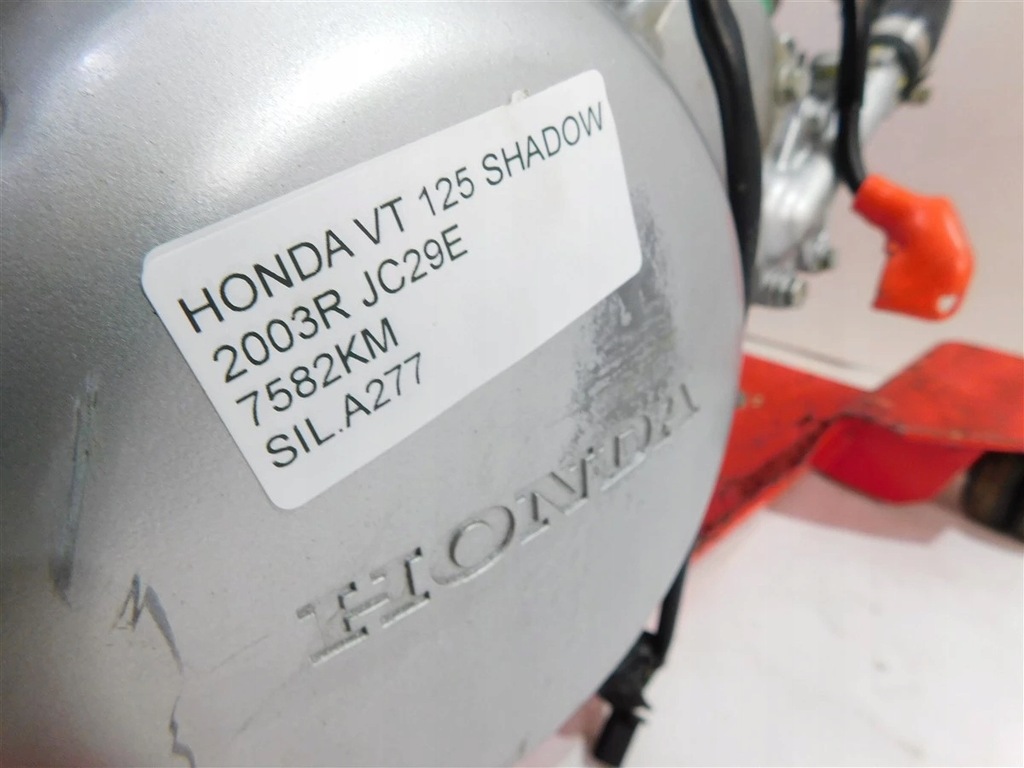 HONDA VT 125 SHADOW
2003R JC29E
7582KM
SIL.A277
HONDA